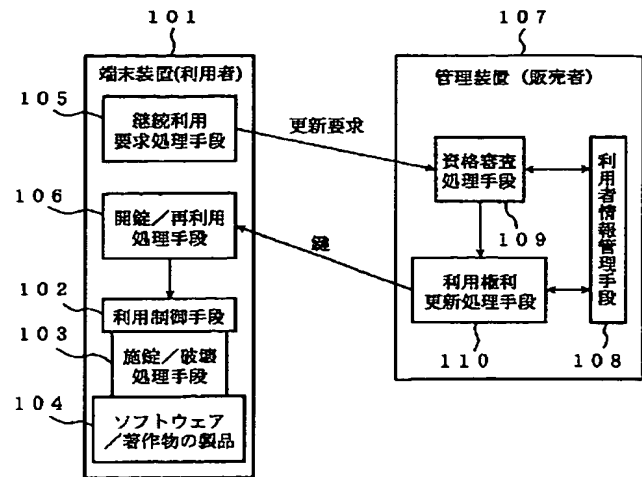 101
107
端末装置(利用者)
管理装置(販売者)
105
継続利用
要求処理手段
更新要求
資格審査
処理手段
109
利用者情報管理手段
106
開錠/再利用
処理手段
鍵
利用権利
更新処理手段
110
108
102
利用制御手段
103
施錠/破壊
処理手段
104
ソフトウェア
/著作物の製品